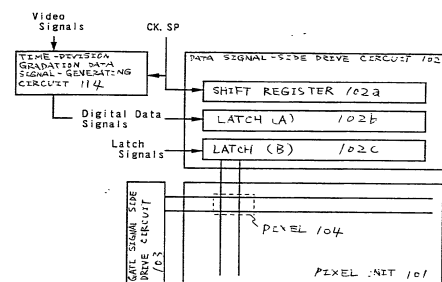 Video
Signals
CK.SP
TIME-DIVISION
GRADATION DATA
SIGNAL-GENERATING
CIRCUIT 114
DATA SIGNAL-SIDE DRIVE CIRCUIT 102
SHIFT REGISTER 102a
Digital Data
Signals
LATCH (A) 102b
Latch
Signals
LATCH (B) 102c
GATE SIGNAL SIDE
DRIVE CIRCUIT
103
PIXEL 104
PIXEL UNIT 101